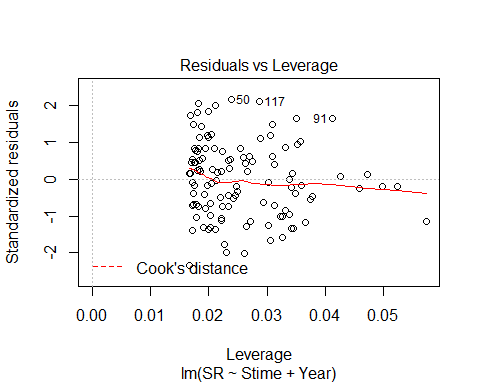 Residuals vs Leverage
Standardized residuals
2
1
0
-1
-2
50
117
91
Cook's distance
0.00 0.01 0.02 0.03 0.04 0.05
Leverage
lm(SR ~ Stime + Year)